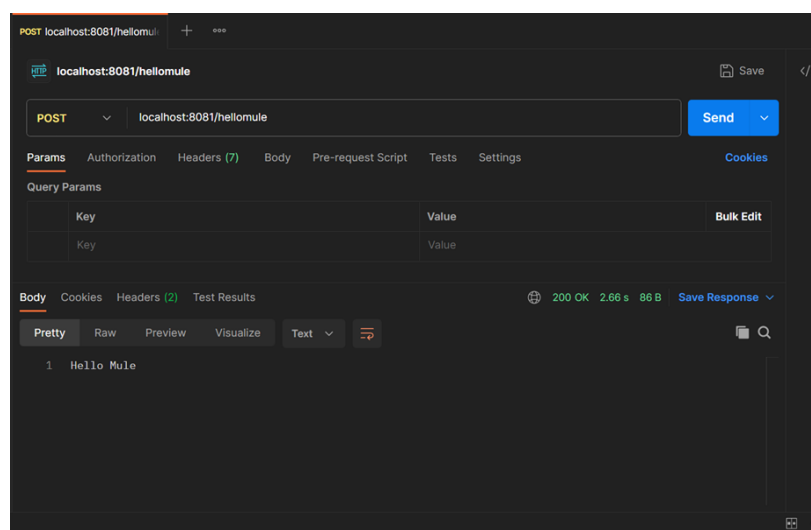 POST localhost:8081/hellomul
HTTP localhost:8081/hellomule Save </
POST localhost:8081/hellomule Send
Params Authorization Headers (7) Body Pre-request Script Tests Settings Cookies
Query Params
Key Value Bulk Edit
Key Value
Body Cookies Headers (2) Test Results 200 OK 2.66 s 86 B Save Response
Pretty Raw Preview Visualize Text
1 Hello Mule